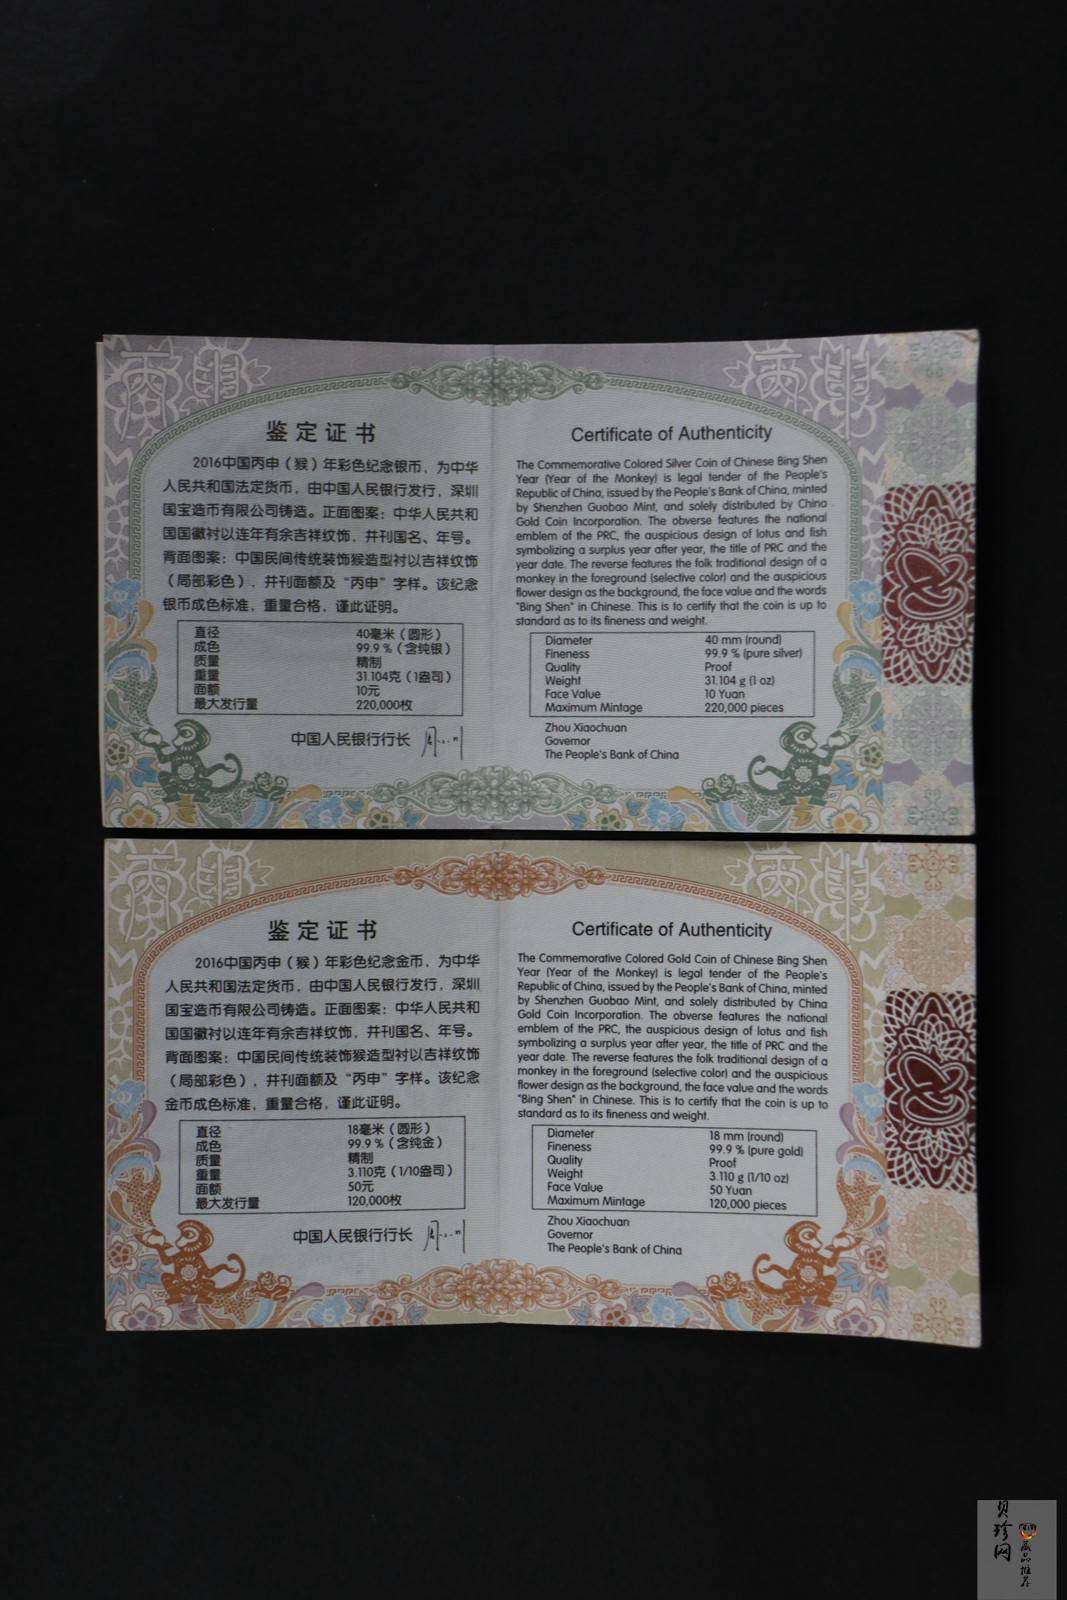 鉴定证书
2016中国丙申（猴）年彩色纪念银币，为中华
人民共和国法定货币，由中国人民银行发行，深圳
国宝造币有限公司铸造。正面图案：中华人民共和
国国徽衬以连年有余吉祥纹饰，并刊国名、年号。
背面图案：中国民间传统装饰猴造型衬以吉祥纹饰
（局部彩色），并刊面额及“丙申”字样。该纪念
银币成色标准，重量合格，谨此证明。
直径 40毫米（圆形）
成色 99.9％（含纯银）
质量 精制
重量 31.104克（1盎司）
面额 10元
最大发行量 220,000枚
中国人民银行行长
Certificate of Authenticity
The Commemorative Colored Silver Coin of Chinese Bing Shen
Year (Year of the Monkey) is legal tender of the People's
Republic of China, issued by the People's Bank of China, minted
by Shenzhen Guobao Mint, and solely distributed by China
Gold Coin Incorporation. The obverse features the national
emblem of the PRC, the auspicious design of lotus and fish
symbolizing a surplus year after year, the title of PRC and the
year date. The reverse features the folk traditional design of a
monkey in the foreground (selective color) and the auspicious
flower design as the background, the face value and the words
"Bing Shen" in Chinese. This is to certify that the coin is up to
standard as to its fineness and weight.
Diameter 40 mm (round)
Fineness 99.9 % (pure silver)
Quality Proof
Weight 31.104 g (1 oz)
Face Value 10 Yuan
Maximum Mintage 220,000 pieces
Zhou Xiaochuan
Governor
The People's Bank of China
鉴定证书
2016中国丙申（猴）年彩色纪念金币，为中华
人民共和国法定货币，由中国人民银行发行，深圳
国宝造币有限公司铸造。正面图案：中华人民共和
国国徽衬以连年有余吉祥纹饰，并刊国名、年号。
背面图案：中国民间传统装饰猴造型衬以吉祥纹饰
（局部彩色），并刊面额及“丙申”字样。该纪念
金币成色标准，重量合格，谨此证明。
直径 18毫米（圆形）
成色 99.9％（含纯金）
质量 精制
重量 3.110克（1/10盎司）
面额 50元
最大发行量 120,000枚
中国人民银行行长
Certificate of Authenticity
The Commemorative Colored Gold Coin of Chinese Bing Shen
Year (Year of the Monkey) is legal tender of the People's
Republic of China, issued by the People's Bank of China, minted
by Shenzhen Guobao Mint, and solely distributed by China
Gold Coin Incorporation. The obverse features the national
emblem of the PRC, the auspicious design of lotus and fish
symbolizing a surplus year after year, the title of PRC and the
year date. The reverse features the folk traditional design of a
monkey in the foreground (selective color) and the auspicious
flower design as the background, the face value and the words
"Bing Shen" in Chinese. This is to certify that the coin is up to
standard as to its fineness and weight.
Diameter 18 mm (round)
Fineness 99.9 % (pure gold)
Quality Proof
Weight 3.110 g (1/10 oz)
Face Value 50 Yuan
Maximum Mintage 120,000 pieces
Zhou Xiaochuan
Governor
The People's Bank of China
贝珍网
藏品推荐